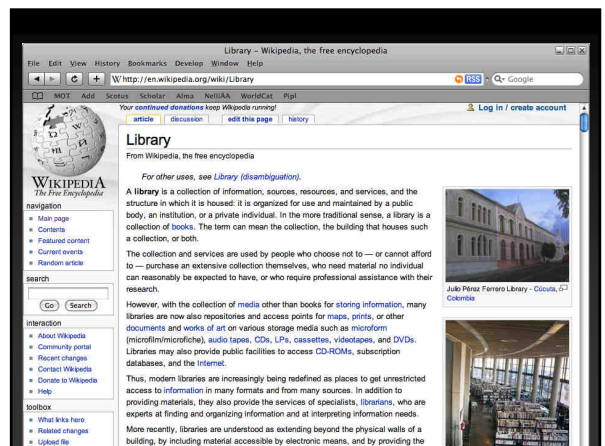 Library – Wikipedia, the free encyclopedia
File Edit View History Bookmarks Develop Window Help
W http://en.wikipedia.org/wiki/Library
RSS
Q- Google
MOT Add Scotus Scholar Alma NelliAA WorldCat Pipl
Your continued donations keep Wikipedia running!
Log in / create account
article discussion edit this page history
WIKIPEDIA
The Free Encyclopedia
navigation
Main page
Contents
Featured content
Current events
Random article
search
Go Search
interaction
About Wikipedia
Community portal
Recent changes
Contact Wikipedia
Donate to Wikipedia
Help
toolbox
What links here
Related changes
Upload file
Library
From Wikipedia, the free encyclopedia
For other uses, see Library (disambiguation).
A library is a collection of information, sources, resources, and services, and the
structure in which it is housed: it is organized for use and maintained by a public
body, an institution, or a private individual. In the more traditional sense, a library is a
collection of books. The term can mean the collection, the building that houses such
a collection, or both.
The collection and services are used by people who choose not to — or cannot afford
to — purchase an extensive collection themselves, who need material no individual
can reasonably be expected to have, or who require professional assistance with their
research.
However, with the collection of media other than books for storing information, many
libraries are now also repositories and access points for maps, prints, or other
documents and works of art on various storage media such as microform
(microfilm/microfiche), audio tapes, CDs, LPs, cassettes, videotapes, and DVDs.
Libraries may also provide public facilities to access CD-ROMs, subscription
databases, and the Internet.
Thus, modern libraries are increasingly being redefined as places to get unrestricted
access to information in many formats and from many sources. In addition to
providing materials, they also provide the services of specialists, librarians, who are
experts at finding and organizing information and at interpreting information needs.
More recently, libraries are understood as extending beyond the physical walls of a
building, by including material accessible by electronic means, and by providing the
Julio Pérez Ferrero Library - Cúcuta,
Colombia